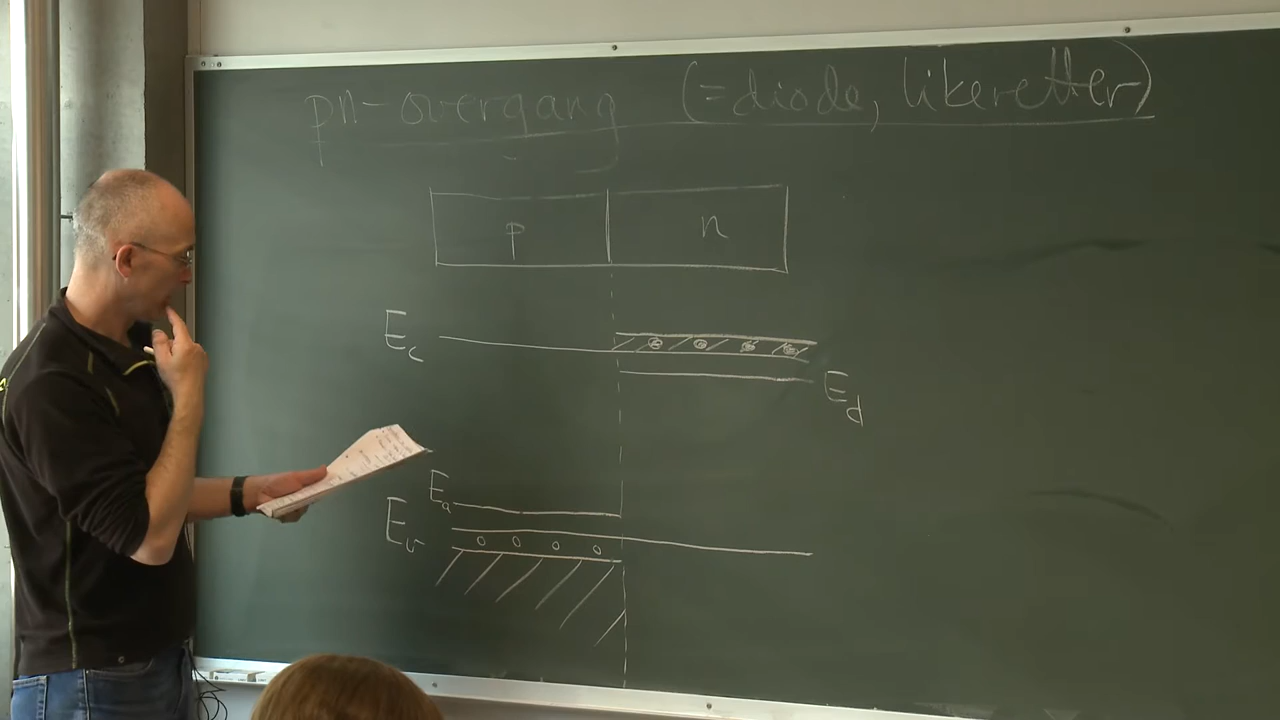 pn-overgang (=diode, likeretter)
p n
E_c
E_d
E_a
E_v